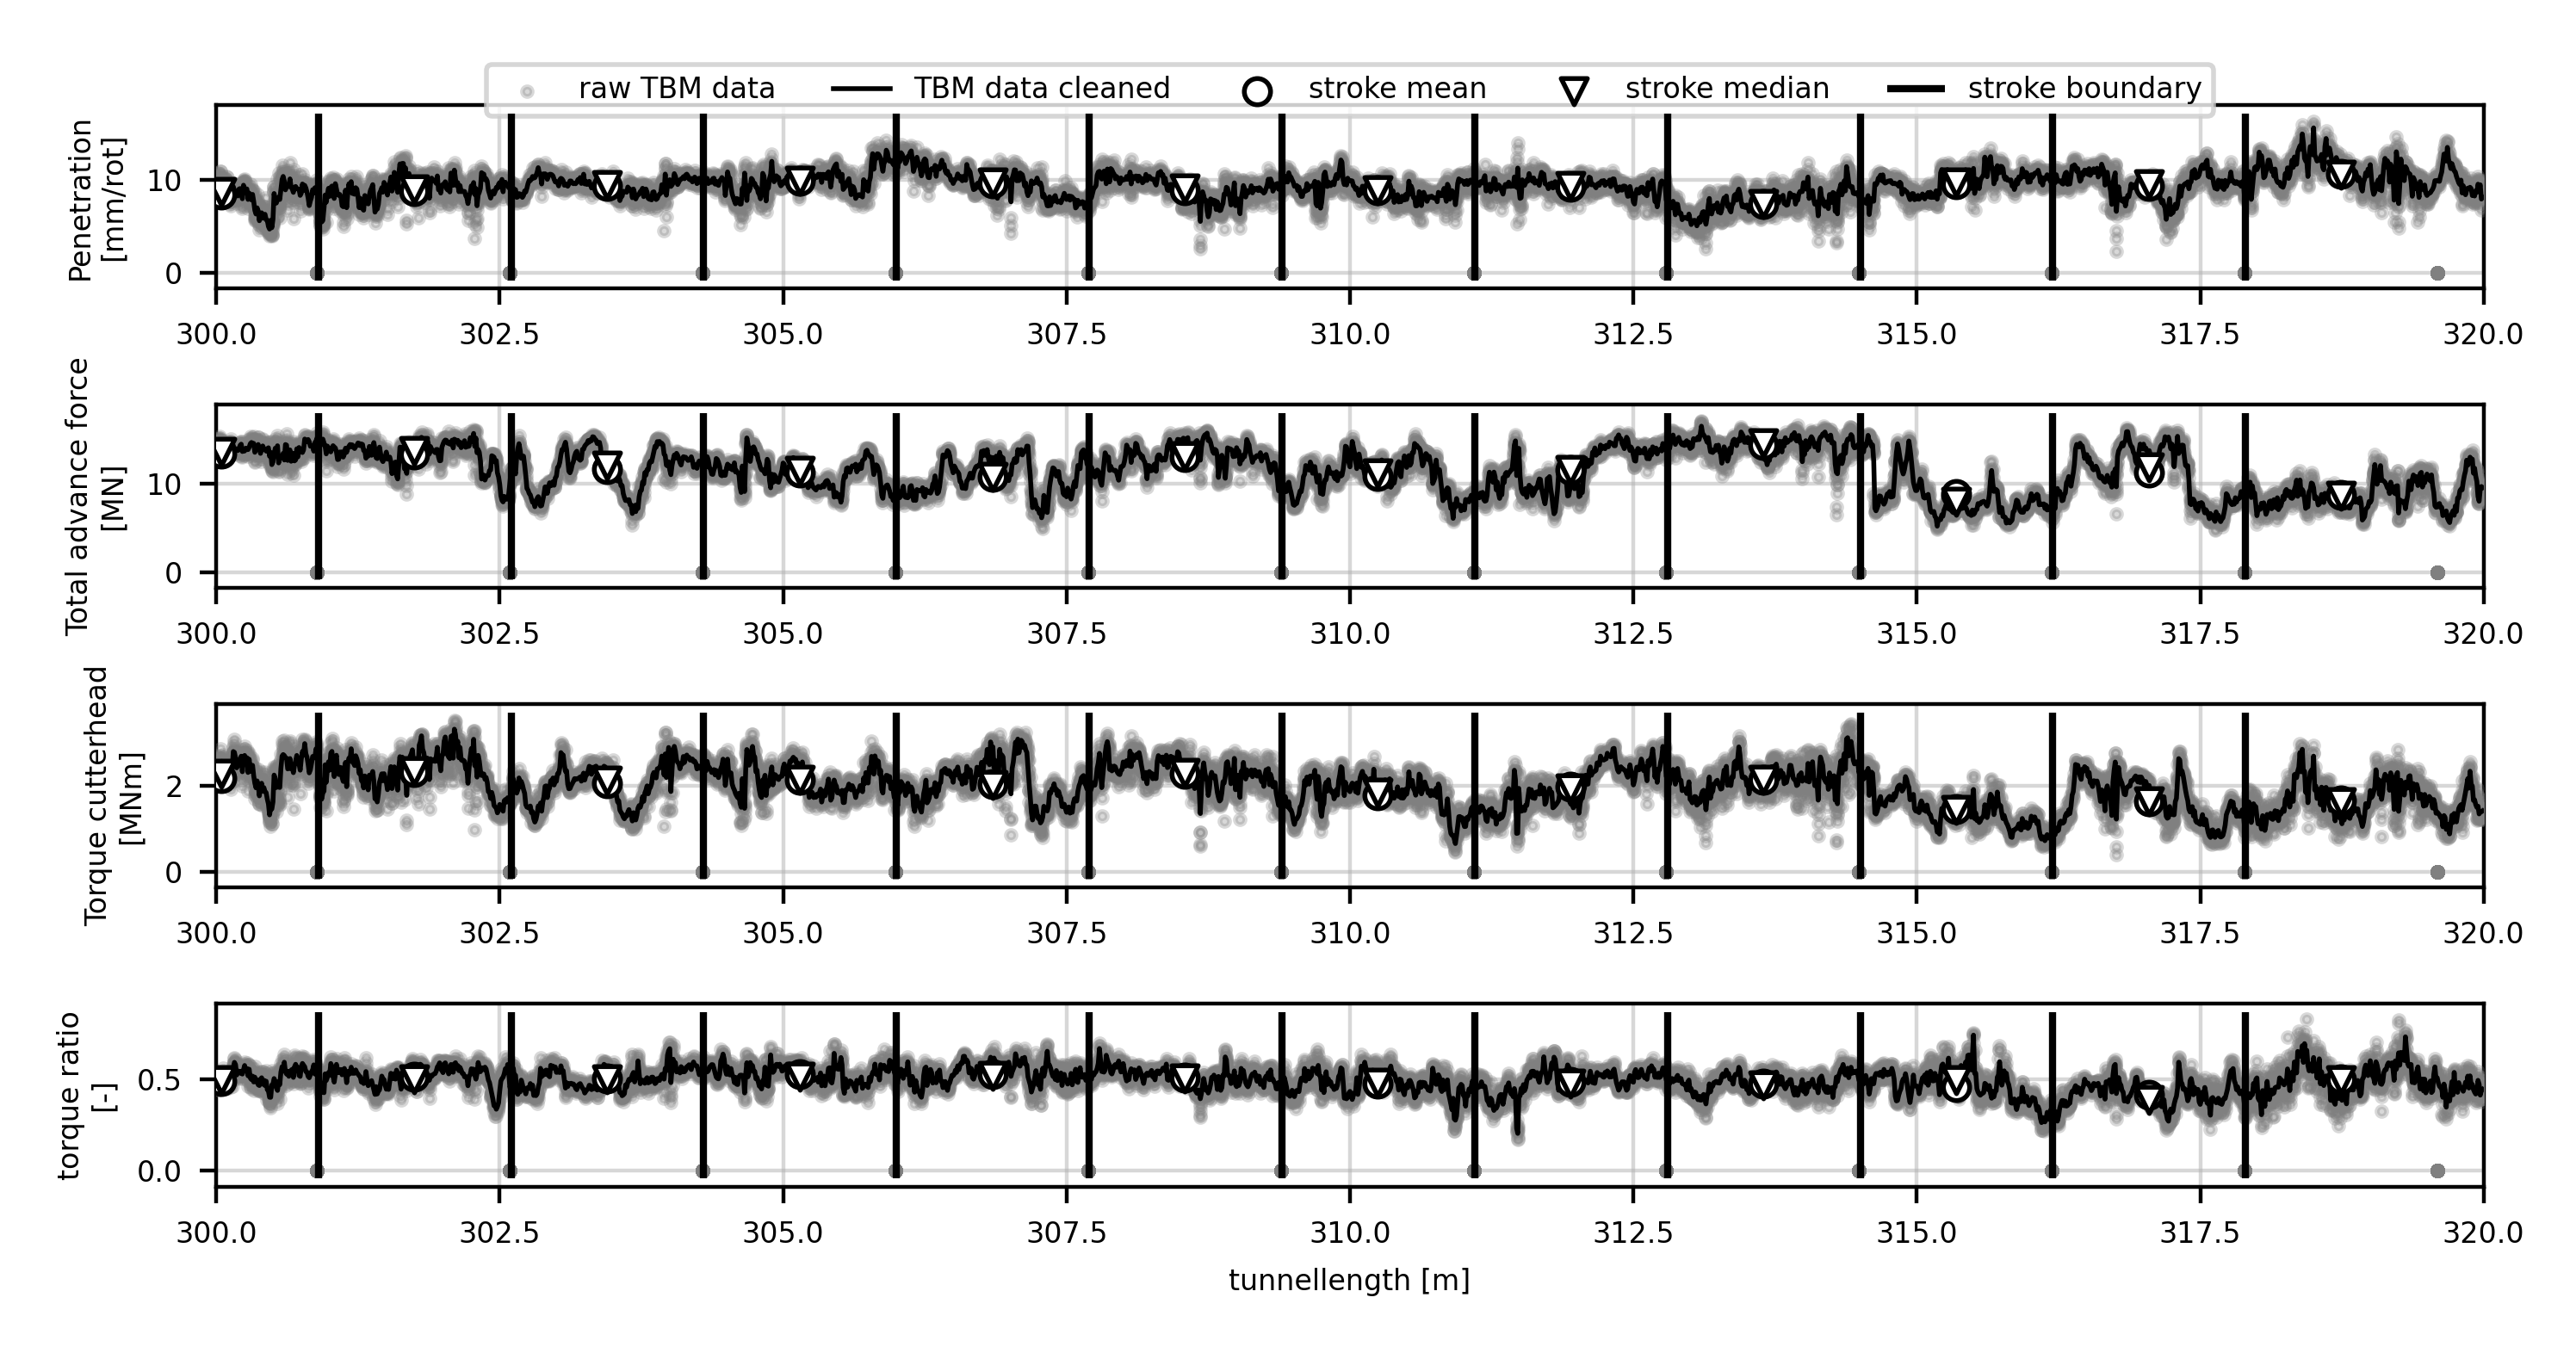 raw TBM data TBM data cleaned stroke mean stroke median stroke boundary
Penetration
[mm/rot]
10
0
300.0 302.5 305.0 307.5 310.0 312.5 315.0 317.5 320.0
Total advance force
[MN]
10
0
300.0 302.5 305.0 307.5 310.0 312.5 315.0 317.5 320.0
Torque cutterhead
[MNm]
2
0
300.0 302.5 305.0 307.5 310.0 312.5 315.0 317.5 320.0
torque ratio
[-]
0.5
0.0
300.0 302.5 305.0 307.5 310.0 312.5 315.0 317.5 320.0
tunnellength [m]